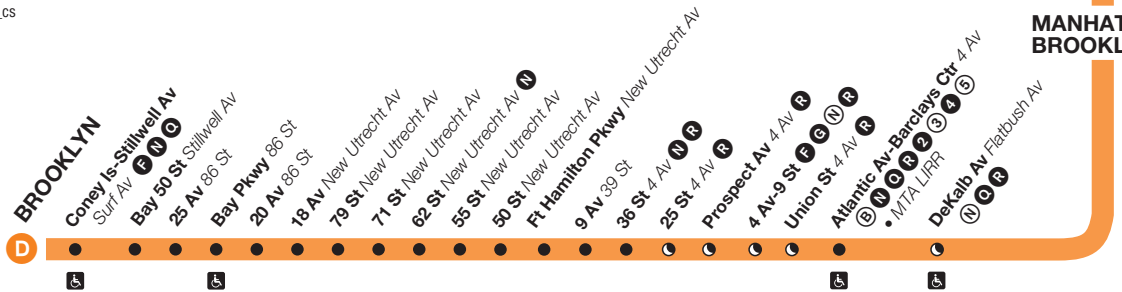 _cs
MANHAT
BROOKL
BROOKLYN
Coney Is-Stillwell Av
Surf Av F N Q
Bay 50 St Stillwell Av
25 Av 86 St
Bay Pkwy 86 St
20 Av 86 St
18 Av New Utrecht Av
79 St New Utrecht Av
71 St New Utrecht Av
62 St New Utrecht Av N
55 St New Utrecht Av
50 St New Utrecht Av
Ft Hamilton Pkwy New Utrecht Av
9 Av 39 St
36 St 4 Av N R
25 St 4 Av R
Prospect Av 4 Av R
4 Av-9 St F G N R
Union St 4 Av R
Atlantic Av-Barclays Ctr 4 Av
B N Q R 2 3 4 5
• MTA LIRR
DeKalb Av Flatbush Av
N Q R
D